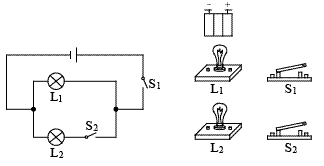 - +
S₁
L₁
S₂
L₂
L₁ S₁
L₂ S₂